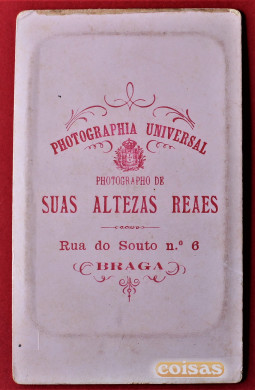 PHOTOGRAPHIA UNIVERSAL
PHOTOGRAPHO DE
SUAS ALTEZAS REAES
Rua do Souto n.º 6
BRAGA
coisas